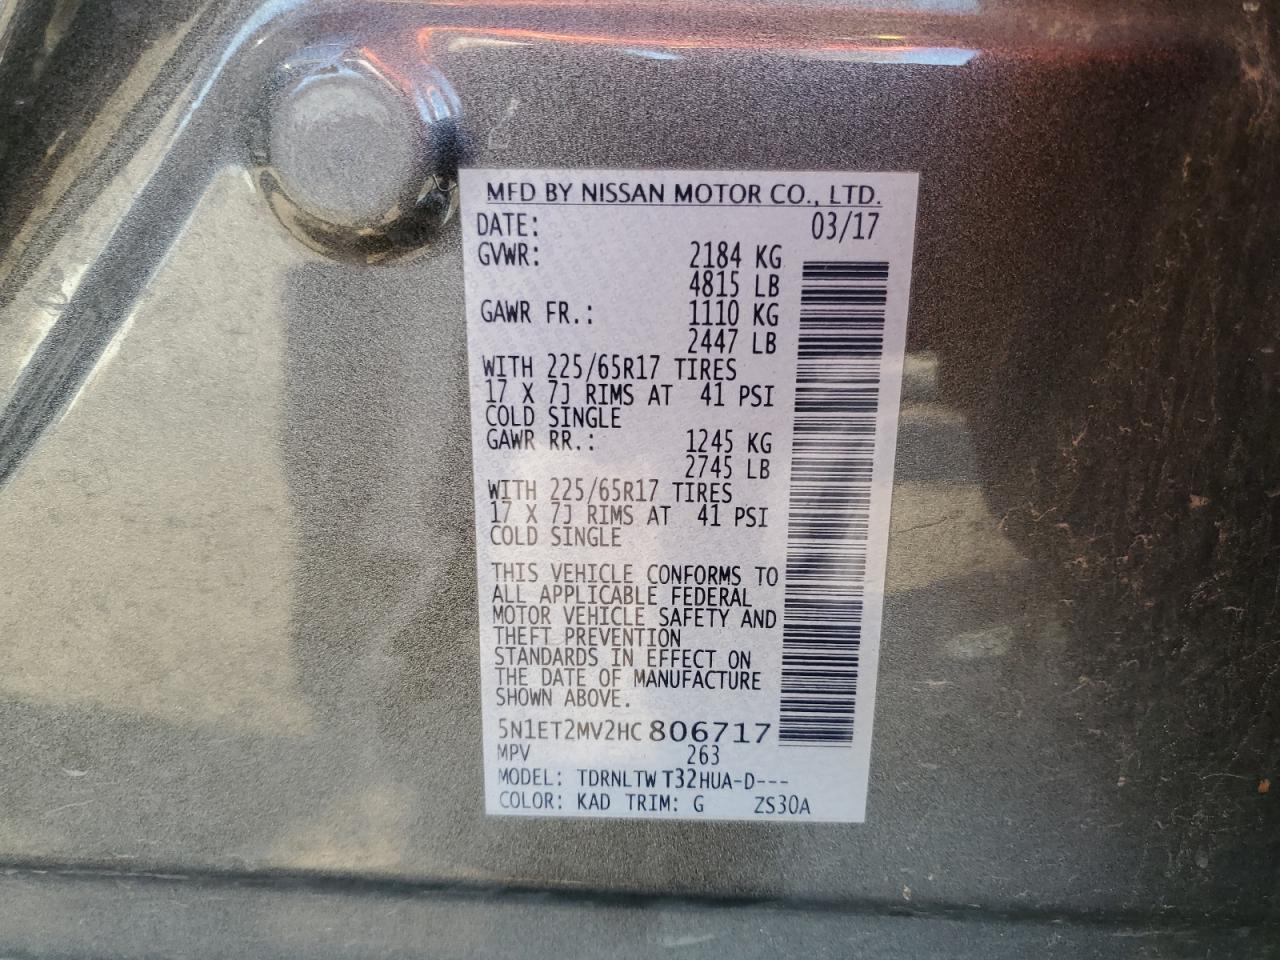 MFD BY NISSAN MOTOR CO., LTD.
DATE: 03/17
GVWR: 2184 KG
4815 LB
GAWR FR.: 1110 KG
2447 LB
WITH 225/65R17 TIRES
17 X 7J RIMS AT 41 PSI
COLD SINGLE
GAWR RR.: 1245 KG
2745 LB
WITH 225/65R17 TIRES
17 X 7J RIMS AT 41 PSI
COLD SINGLE
THIS VEHICLE CONFORMS TO
ALL APPLICABLE FEDERAL
MOTOR VEHICLE SAFETY AND
THEFT PREVENTION
STANDARDS IN EFFECT ON
THE DATE OF MANUFACTURE
SHOWN ABOVE.
5N1ET2MV2HC806717
MPV 263
MODEL: TDRNLTW T32HUA-D---
COLOR: KAD TRIM: G ZS30A